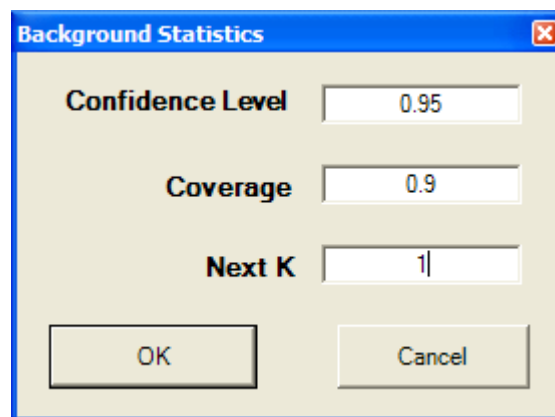 Background Statistics
Confidence Level 0.95
Coverage 0.9
Next K 1
OK Cancel